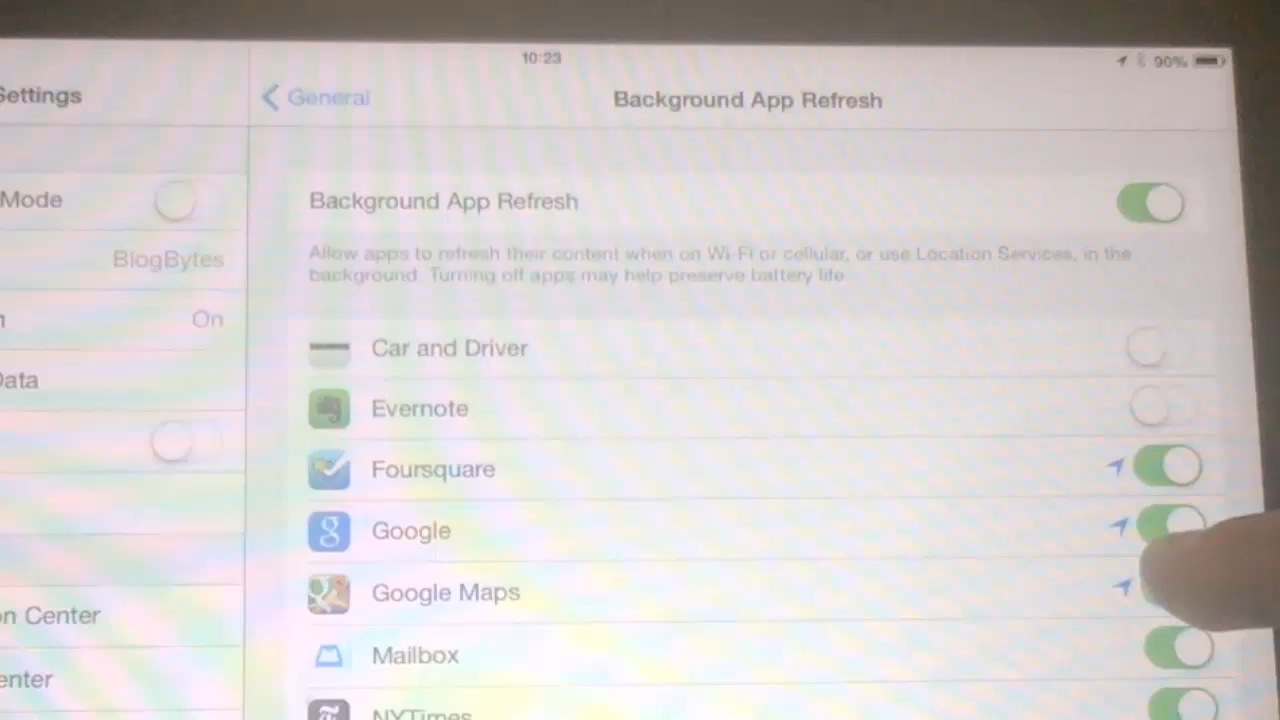 10:23
90%
Settings
General
Background App Refresh
Mode
Background App Refresh
BlogBytes
Allow apps to refresh their content when on Wi-Fi or cellular, or use Location Services, in the
background. Turning off apps may help preserve battery life.
On
Car and Driver
Data
Evernote
Foursquare
g
Google
Google Maps
on Center
Mailbox
enter
T
NYTimes